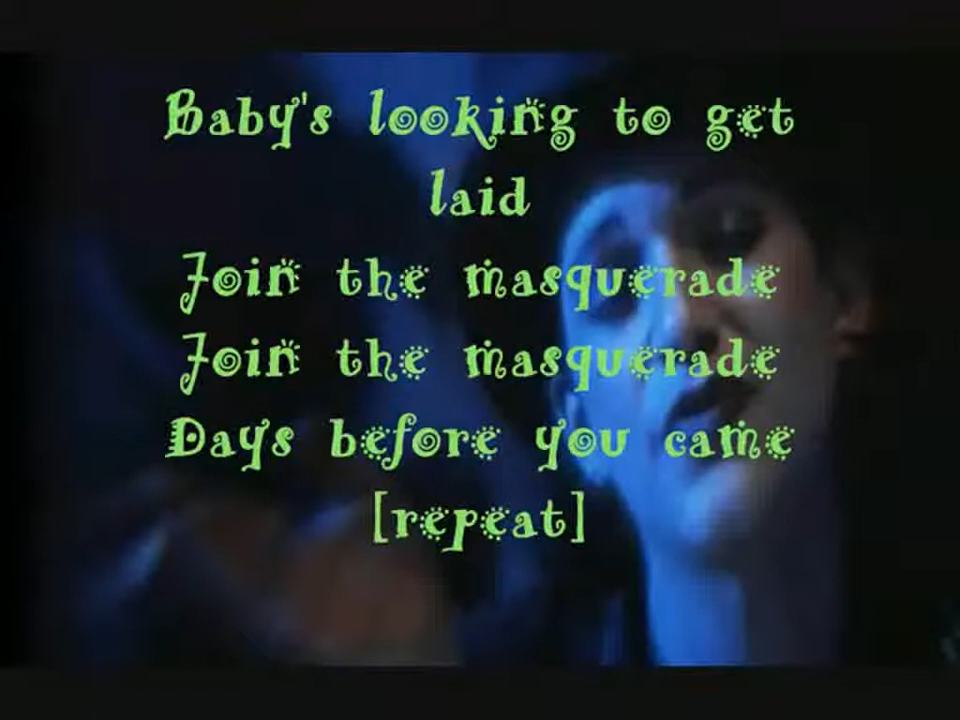 Baby's looking to get
laid
Join the masquerade
Join the masquerade
Days before you came
[repeat]